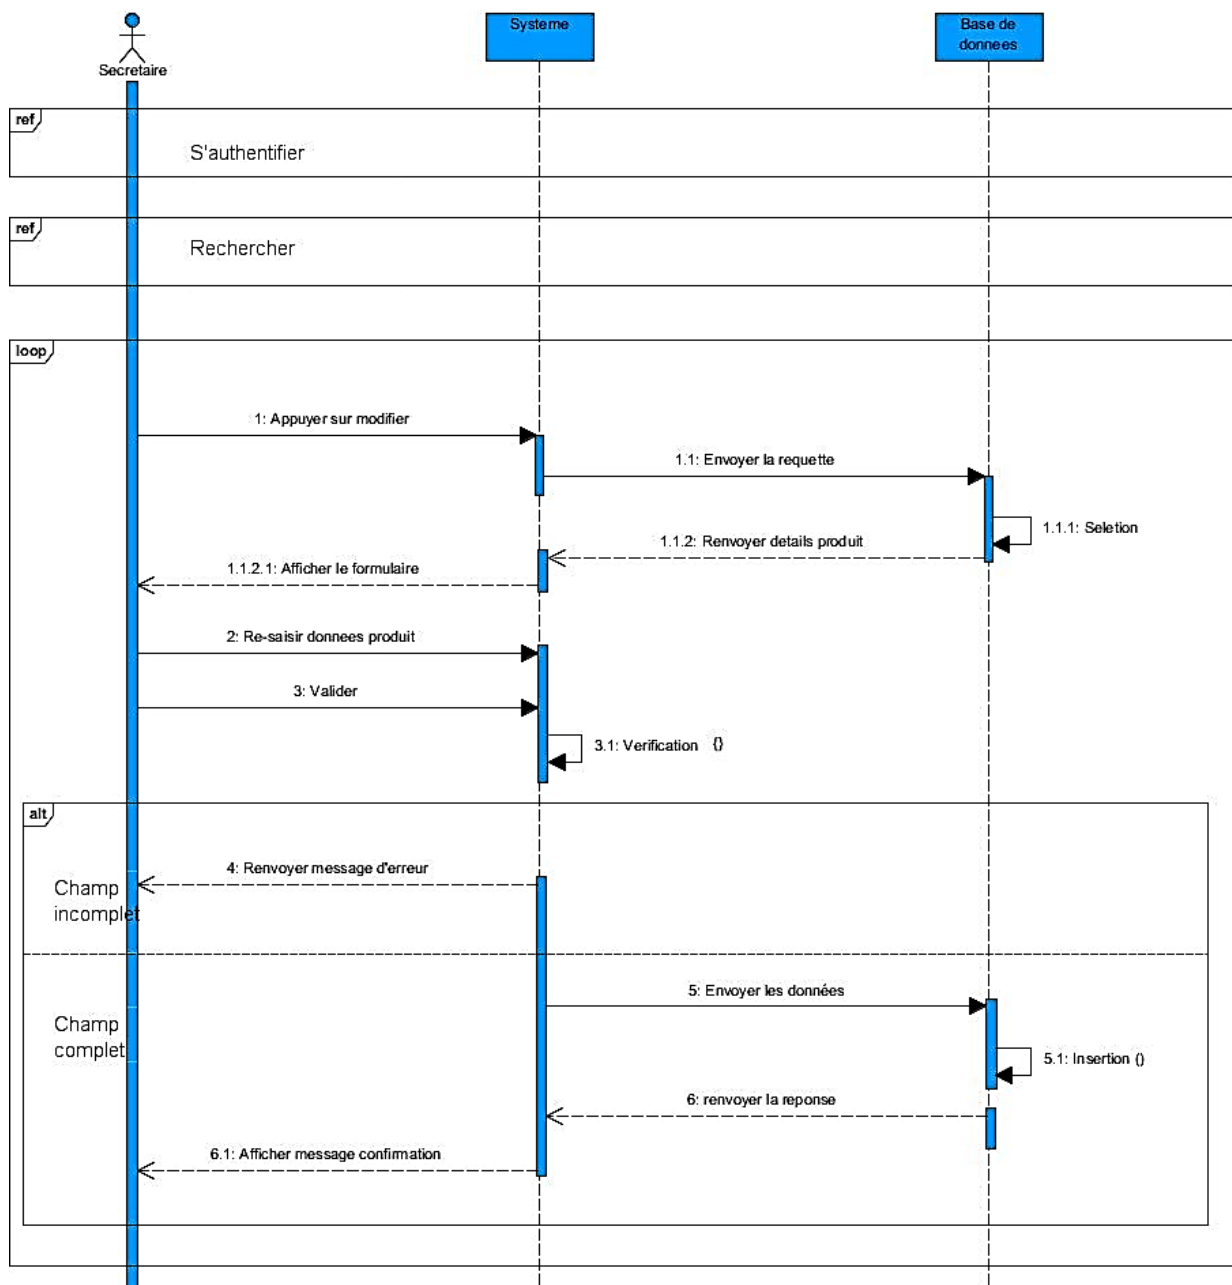 Systeme
Base de
donnees
Secretaire
ref
S'authentifier
ref
Rechercher
loop
1: Appuyer sur modifier
1.1: Envoyer la requette
1.1.1: Seletion
1.1.2: Renvoyer details produit
1.1.2.1: Afficher le formulaire
2: Re-saisir donnees produit
3: Valider
3.1: Verification {}
alt
4: Renvoyer message d'erreur
Champ
incomplet
5: Envoyer les données
Champ
complet
5.1: Insertion ()
6: renvoyer la reponse
6.1: Afficher message confirmation